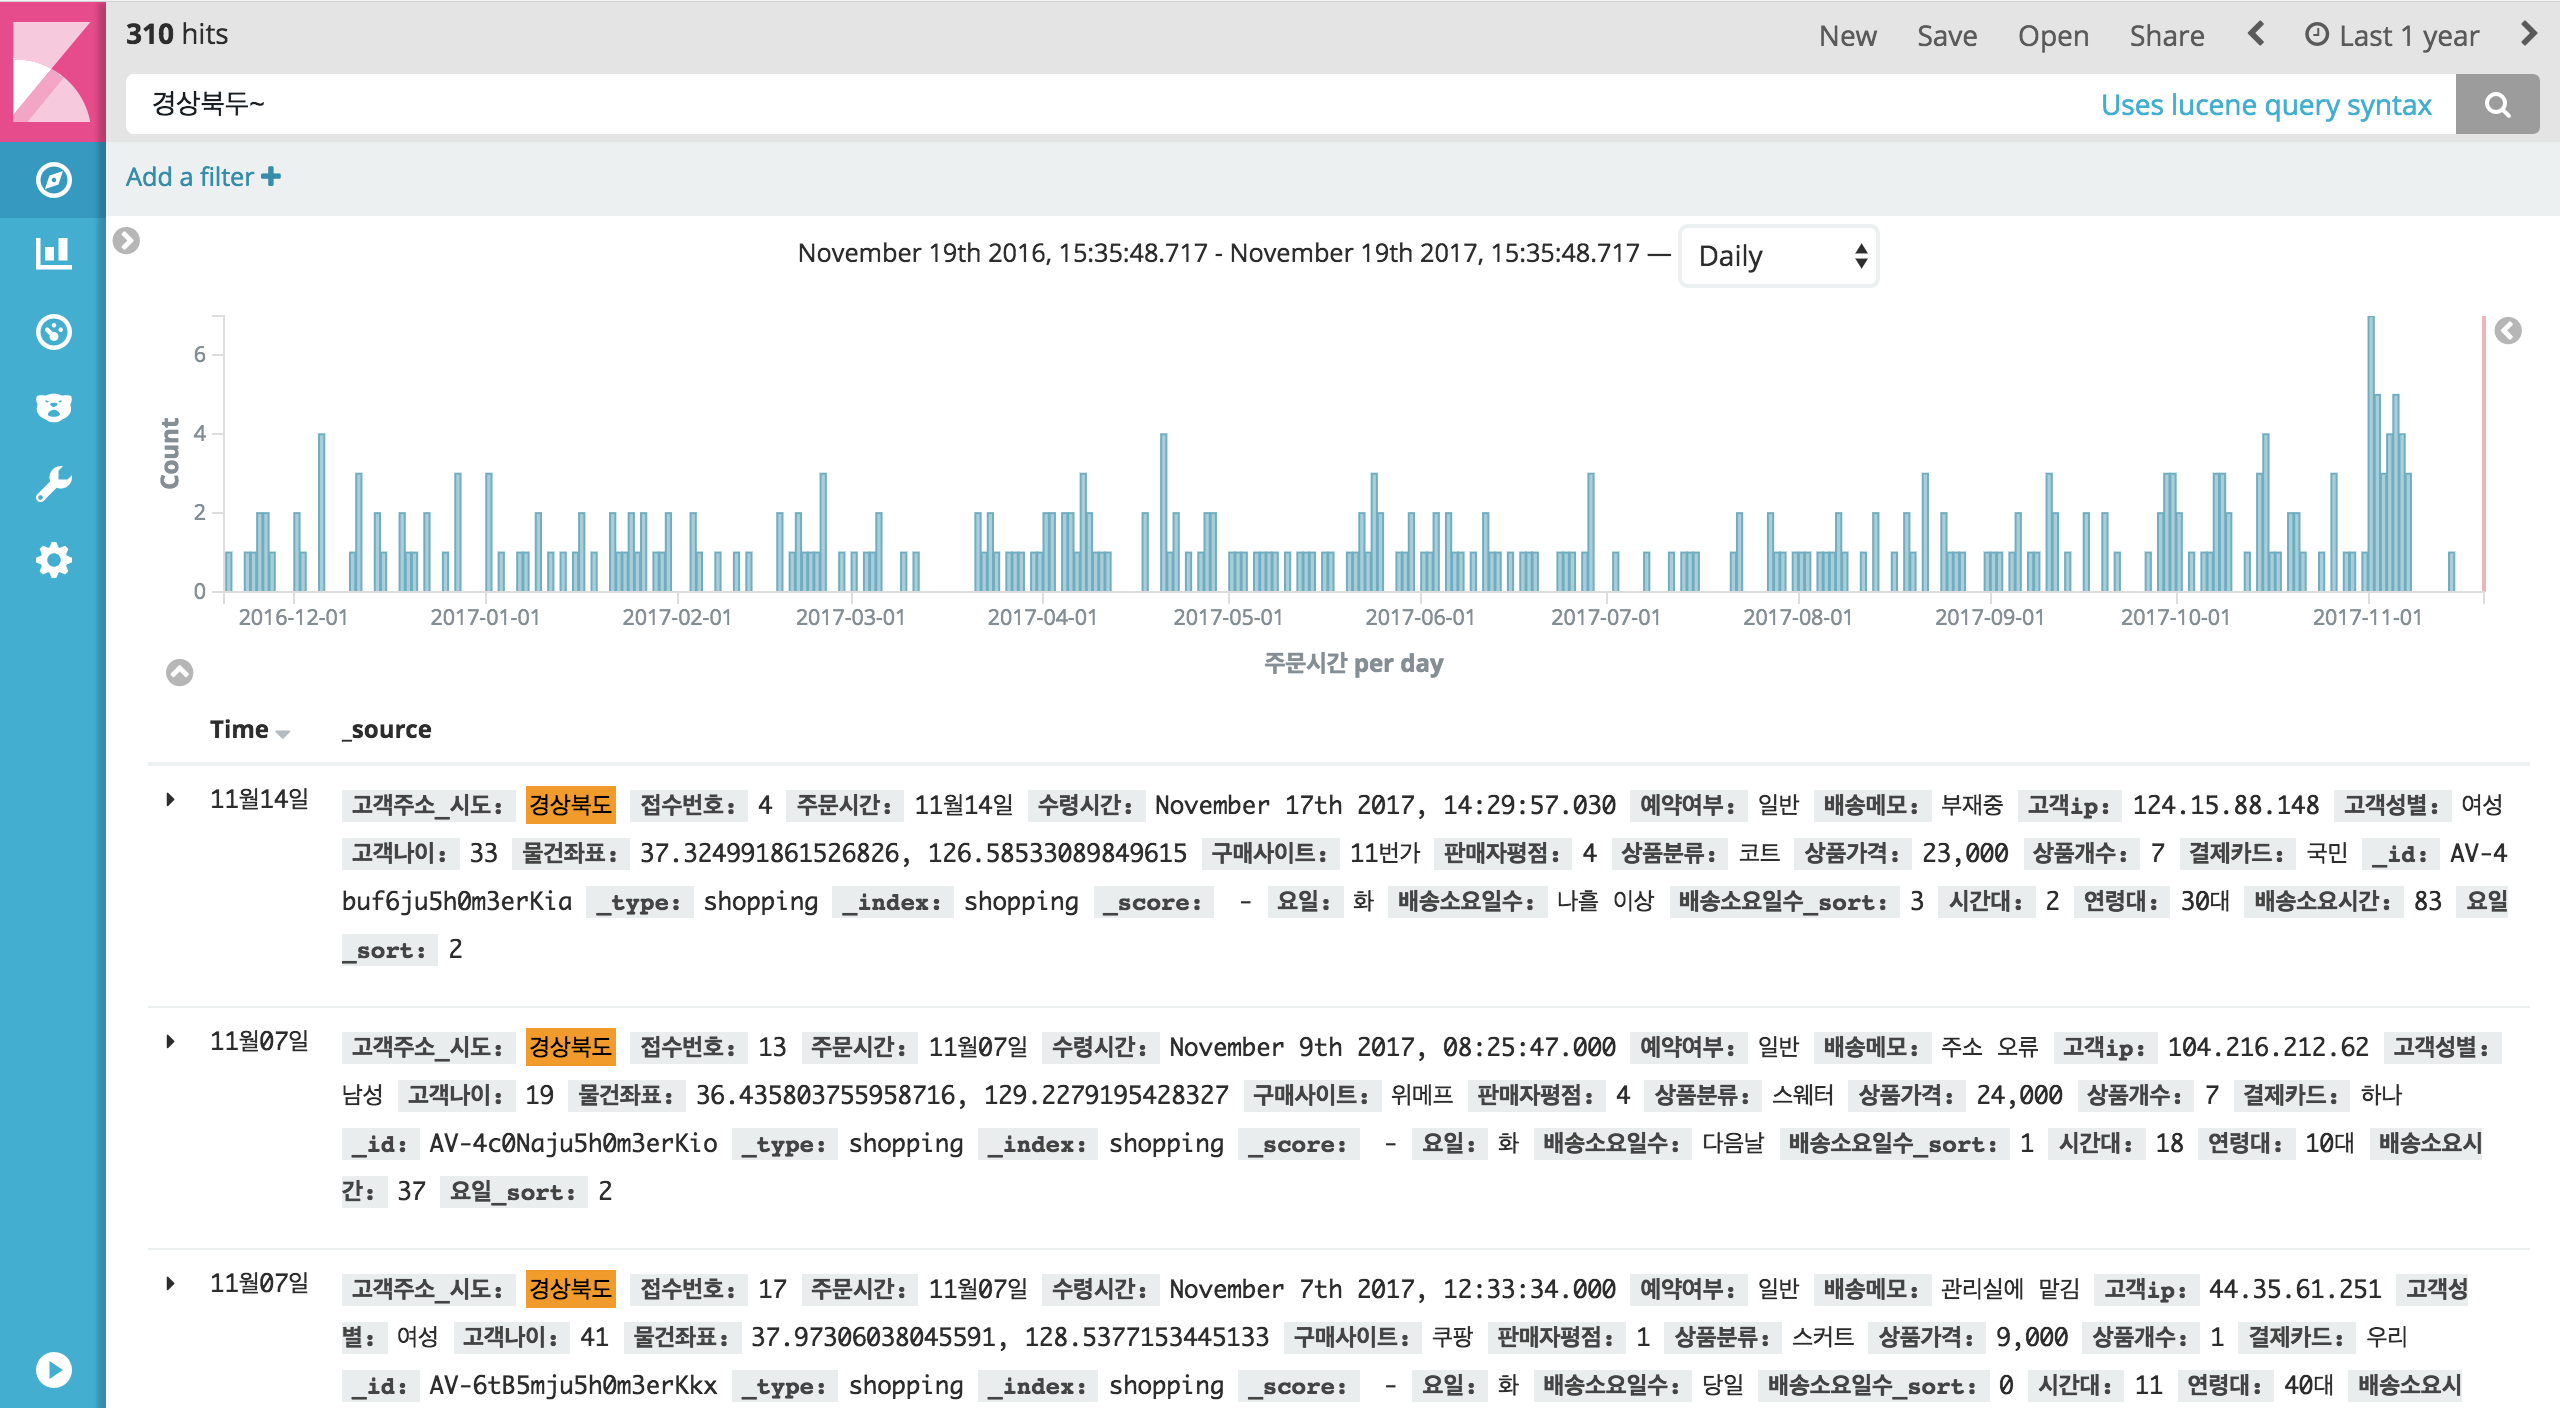 310 hits
New Save Open Share Last 1 year
경상북두~
Uses lucene query syntax
Add a filter
November 19th 2016, 15:35:48.717 - November 19th 2017, 15:35:48.717 — Daily
Count
6
4
2
0
2016-12-01 2017-01-01 2017-02-01 2017-03-01 2017-04-01 2017-05-01 2017-06-01 2017-07-01 2017-08-01 2017-09-01 2017-10-01 2017-11-01
주문시간 per day
Time _source
11월14일 고객주소_시도: 경상북도 접수번호: 4 주문시간: 11월14일 수령시간: November 17th 2017, 14:29:57.030 예약여부: 일반 배송메모: 부재중 고객ip: 124.15.88.148 고객성별: 여성
고객나이: 33 물건좌표: 37.324991861526826, 126.58533089849615 구매사이트: 11번가 판매자평점: 4 상품분류: 코트 상품가격: 23,000 상품개수: 7 결제카드: 국민 _id: AV-4
buf6ju5h0m3erKia _type: shopping _index: shopping _score: - 요일: 화 배송소요일수: 나흘 이상 배송소요일수_sort: 3 시간대: 2 연령대: 30대 배송소요시간: 83 요일
_sort: 2
11월07일 고객주소_시도: 경상북도 접수번호: 13 주문시간: 11월07일 수령시간: November 9th 2017, 08:25:47.000 예약여부: 일반 배송메모: 주소 오류 고객ip: 104.216.212.62 고객성별:
남성 고객나이: 19 물건좌표: 36.435803755958716, 129.2279195428327 구매사이트: 위메프 판매자평점: 4 상품분류: 스웨터 상품가격: 24,000 상품개수: 7 결제카드: 하나
_id: AV-4c0Naju5h0m3erKio _type: shopping _index: shopping _score: - 요일: 화 배송소요일수: 다음날 배송소요일수_sort: 1 시간대: 18 연령대: 10대 배송소요시
간: 37 요일_sort: 2
11월07일 고객주소_시도: 경상북도 접수번호: 17 주문시간: 11월07일 수령시간: November 7th 2017, 12:33:34.000 예약여부: 일반 배송메모: 관리실에 맡김 고객ip: 44.35.61.251 고객성
별: 여성 고객나이: 41 물건좌표: 37.97306038045591, 128.5377153445133 구매사이트: 쿠팡 판매자평점: 1 상품분류: 스커트 상품가격: 9,000 상품개수: 1 결제카드: 우리
_id: AV-6tB5mju5h0m3erKkx _type: shopping _index: shopping _score: - 요일: 화 배송소요일수: 당일 배송소요일수_sort: 0 시간대: 11 연령대: 40대 배송소요시